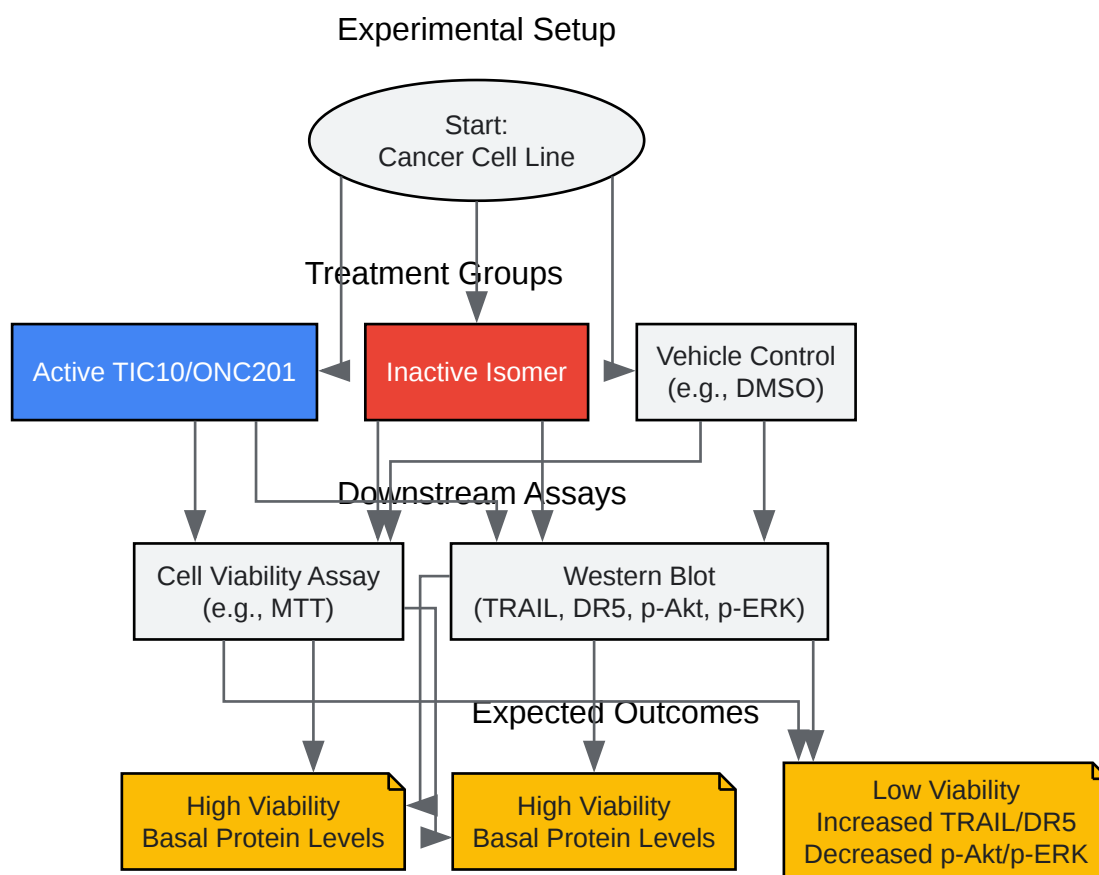 Experimental Setup
Start:
Cancer Cell Line
Treatment Groups
Active TIC10/ONC201
Inactive Isomer
Vehicle Control
(e.g., DMSO)
Downstream Assays
Cell Viability Assay
(e.g., MTT)
Western Blot
(TRAIL, DR5, p-Akt, p-ERK)
Expected Outcomes
High Viability
Basal Protein Levels
High Viability
Basal Protein Levels
Low Viability
Increased TRAIL/DR5
Decreased p-Akt/p-ERK